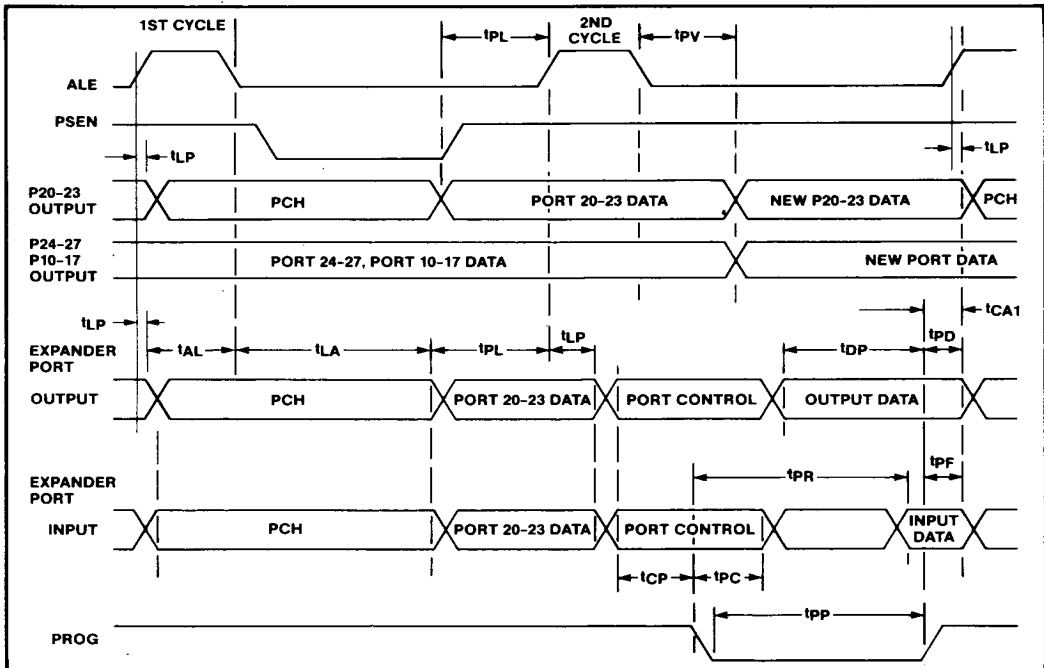 1ST CYCLE
2ND CYCLE
tPL
tPV
ALE
PSEN
tLP
tLP
P20-23
OUTPUT
PCH
PORT 20-23 DATA
NEW P20-23 DATA
PCH
P24-27
P10-17
OUTPUT
PORT 24-27, PORT 10-17 DATA
NEW PORT DATA
tLP
tCA1
tAL
tLA
tPL
tLP
tDP
tPD
EXPANDER
PORT
OUTPUT
PCH
PORT 20-23 DATA
PORT CONTROL
OUTPUT DATA
tPR
tPF
EXPANDER
PORT
INPUT
PCH
PORT 20-23 DATA
PORT CONTROL
INPUT
DATA
tCP
tPC
tPP
PROG